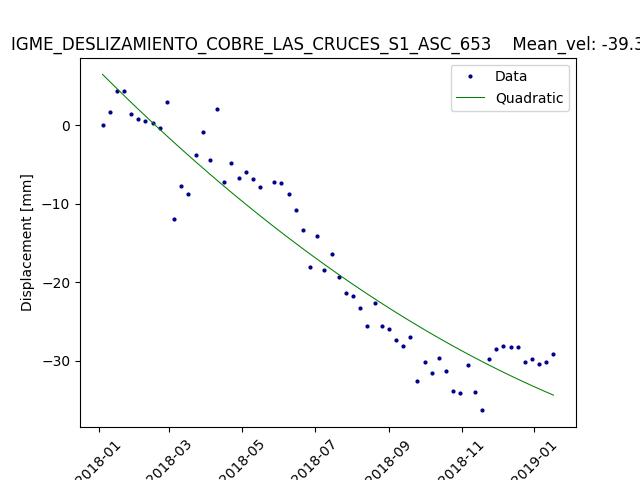 IGME_DESLIZAMIENTO_COBRE_LAS_CRUCES_S1_ASC_653 Mean_vel: -39.3
Data
Quadratic
Displacement [mm]
0
−10
−20
−30
2018-01
2018-03
2018-05
2018-07
2018-09
2018-11
2019-01